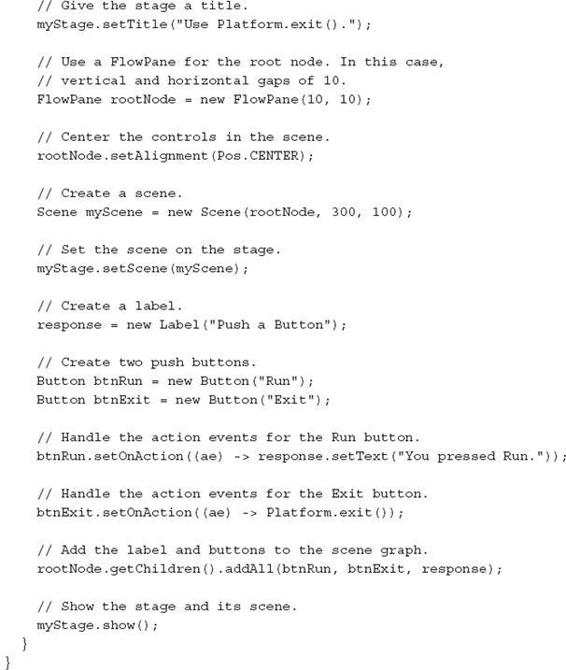 // Give the stage a title.
myStage.setTitle("Use Platform.exit().");
// Use a FlowPane for the root node. In this case,
// vertical and horizontal gaps of 10.
FlowPane rootNode = new FlowPane(10, 10);
// Center the controls in the scene.
rootNode.setAlignment(Pos.CENTER);
// Create a scene.
Scene myScene = new Scene(rootNode, 300, 100);
// Set the scene on the stage.
myStage.setScene(myScene);
// Create a label.
response = new Label("Push a Button");
// Create two push buttons.
Button btnRun = new Button("Run");
Button btnExit = new Button("Exit");
// Handle the action events for the Run button.
btnRun.setOnAction((ae) -> response.setText("You pressed Run."));
// Handle the action events for the Exit button.
btnExit.setOnAction((ae) -> Platform.exit());
// Add the label and buttons to the scene graph.
rootNode.getChildren().addAll(btnRun, btnExit, response);
// Show the stage and its scene.
myStage.show();
}
}